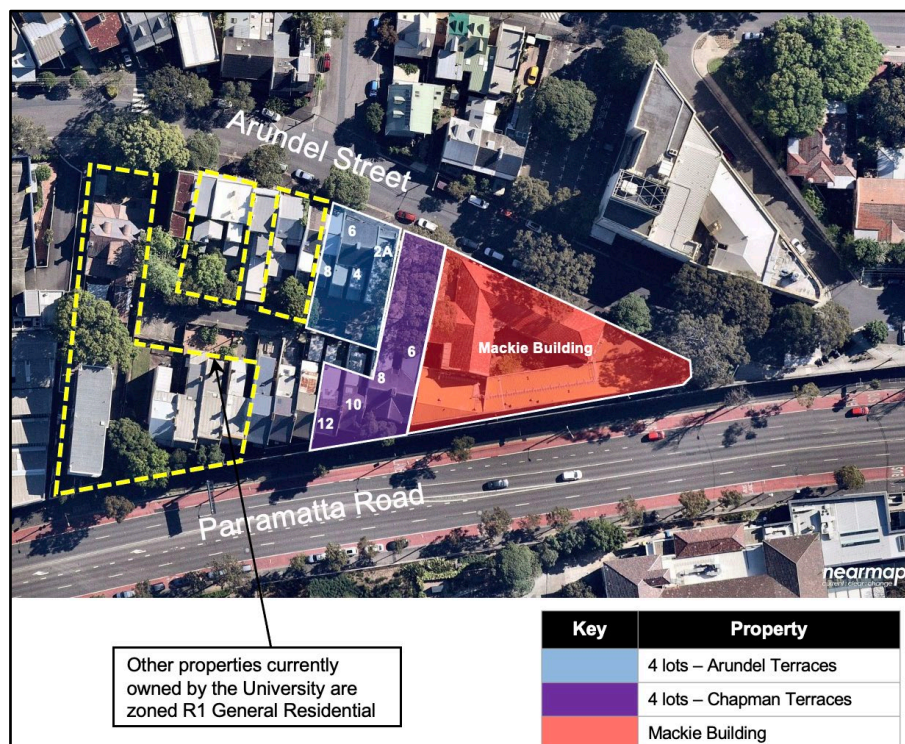 Arundel Street
6
2A
8
4
Mackie Building
6
8
10
12
Parramatta Road
nearmap
Other properties currently
owned by the University are
zoned R1 General Residential
Key Property
4 lots – Arundel Terraces
4 lots – Chapman Terraces
Mackie Building